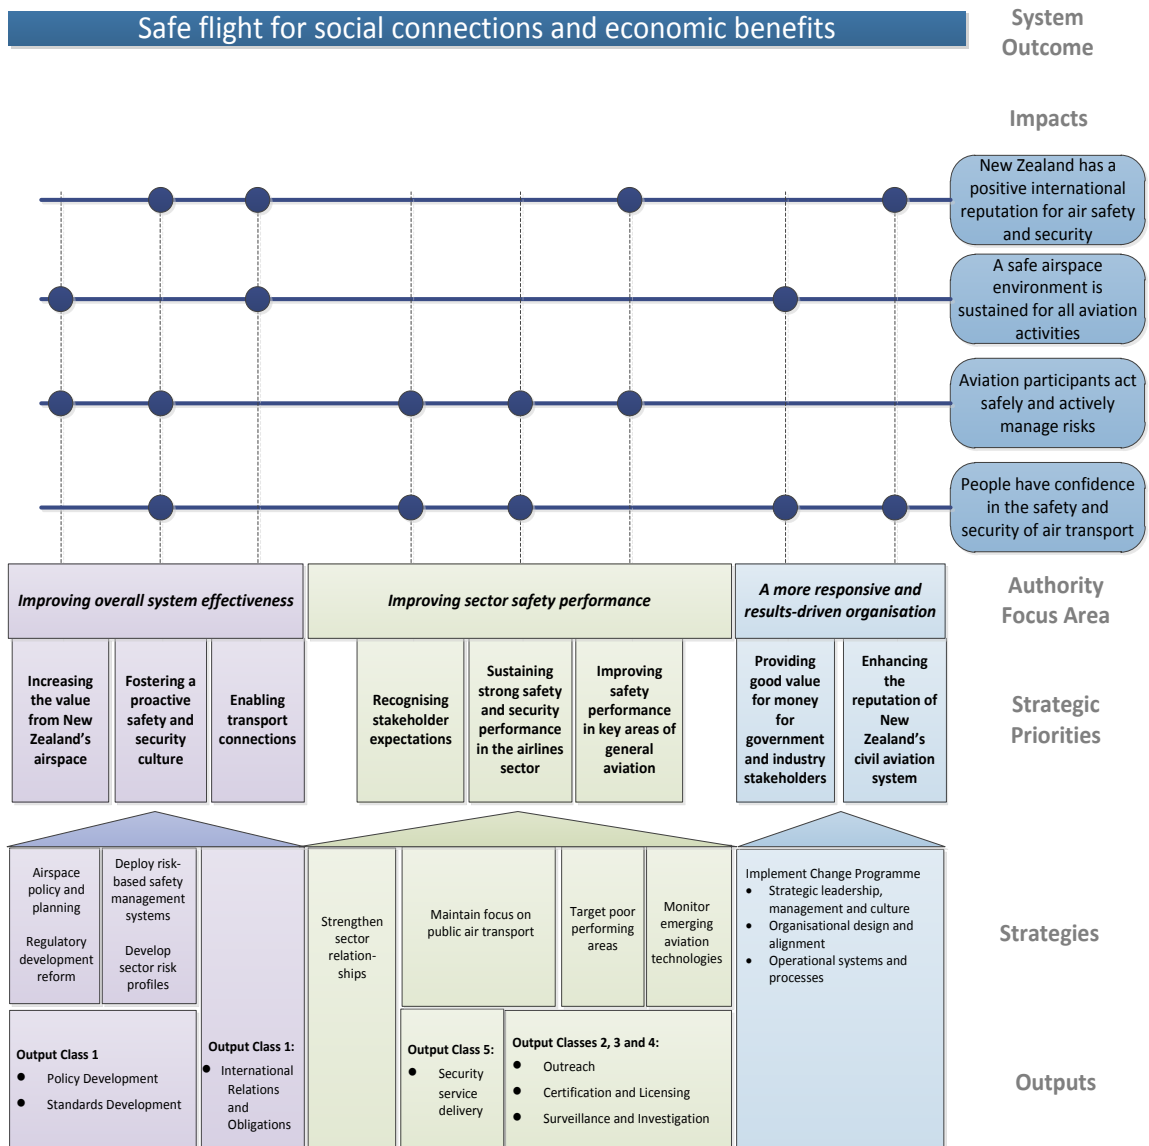 Safe flight for social connections and economic benefits
System
Outcome
Impacts
New Zealand has a
positive international
reputation for air safety
and security
A safe airspace
environment is
sustained for all aviation
activities
Aviation participants act
safely and actively
manage risks
People have confidence
in the safety and
security of air transport
Improving overall system effectiveness
Improving sector safety performance
A more responsive and
results-driven organisation
Authority
Focus Area
Increasing
the value
from New
Zealand’s
airspace
Fostering a
proactive
safety and
security
culture
Enabling
transport
connections
Recognising
stakeholder
expectations
Sustaining
strong safety
and security
performance
in the airlines
sector
Improving
safety
performance
in key areas of
general
aviation
Providing
good value
for money
for
government
and industry
stakeholders
Enhancing
the
reputation of
New
Zealand’s
civil aviation
system
Strategic
Priorities
Airspace
policy and
planning
Regulatory
development
reform
Deploy risk-
based safety
management
systems
Develop
sector risk
profiles
Strengthen
sector
relation-
ships
Maintain focus on
public air transport
Target poor
performing
areas
Monitor
emerging
aviation
technologies
Implement Change Programme
• Strategic leadership,
management and culture
• Organisational design and
alignment
• Operational systems and
processes
Strategies
Output Class 1
• Policy Development
• Standards Development
Output Class 1:
• International
Relations
and
Obligations
Output Class 5:
• Security
service
delivery
Output Classes 2, 3 and 4:
• Outreach
• Certification and Licensing
• Surveillance and Investigation
Outputs